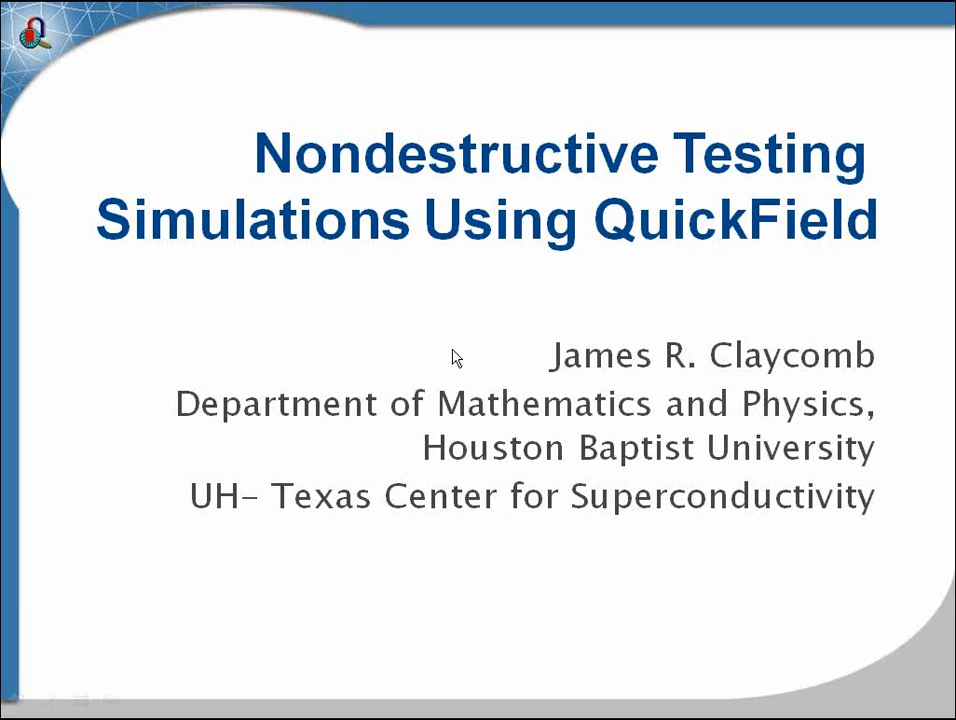 Nondestructive Testing
Simulations Using QuickField
James R. Claycomb
Department of Mathematics and Physics,
Houston Baptist University
UH- Texas Center for Superconductivity